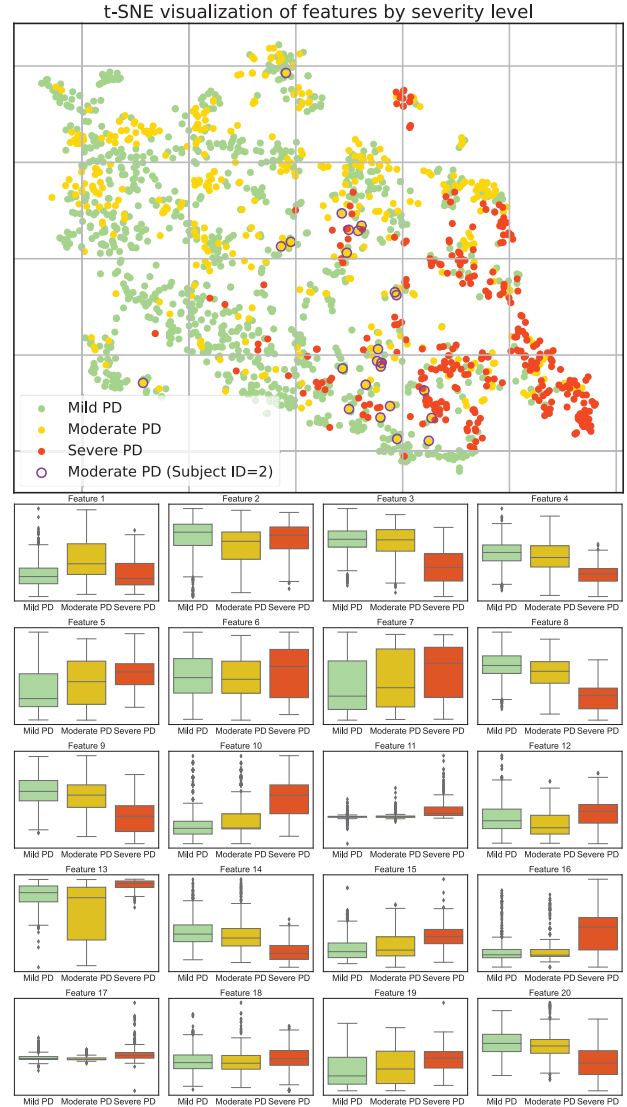 t-SNE visualization of features by severity level
Mild PD
Moderate PD
Severe PD
Moderate PD (Subject ID=2)
Feature 1 Feature 2 Feature 3 Feature 4
Mild PD Moderate PD Severe PD Mild PD Moderate PD Severe PD Mild PD Moderate PD Severe PD Mild PD Moderate PD Severe PD
Feature 5 Feature 6 Feature 7 Feature 8
Mild PD Moderate PD Severe PD Mild PD Moderate PD Severe PD Mild PD Moderate PD Severe PD Mild PD Moderate PD Severe PD
Feature 9 Feature 10 Feature 11 Feature 12
Mild PD Moderate PD Severe PD Mild PD Moderate PD Severe PD Mild PD Moderate PD Severe PD Mild PD Moderate PD Severe PD
Feature 13 Feature 14 Feature 15 Feature 16
Mild PD Moderate PD Severe PD Mild PD Moderate PD Severe PD Mild PD Moderate PD Severe PD Mild PD Moderate PD Severe PD
Feature 17 Feature 18 Feature 19 Feature 20
Mild PD Moderate PD Severe PD Mild PD Moderate PD Severe PD Mild PD Moderate PD Severe PD Mild PD Moderate PD Severe PD